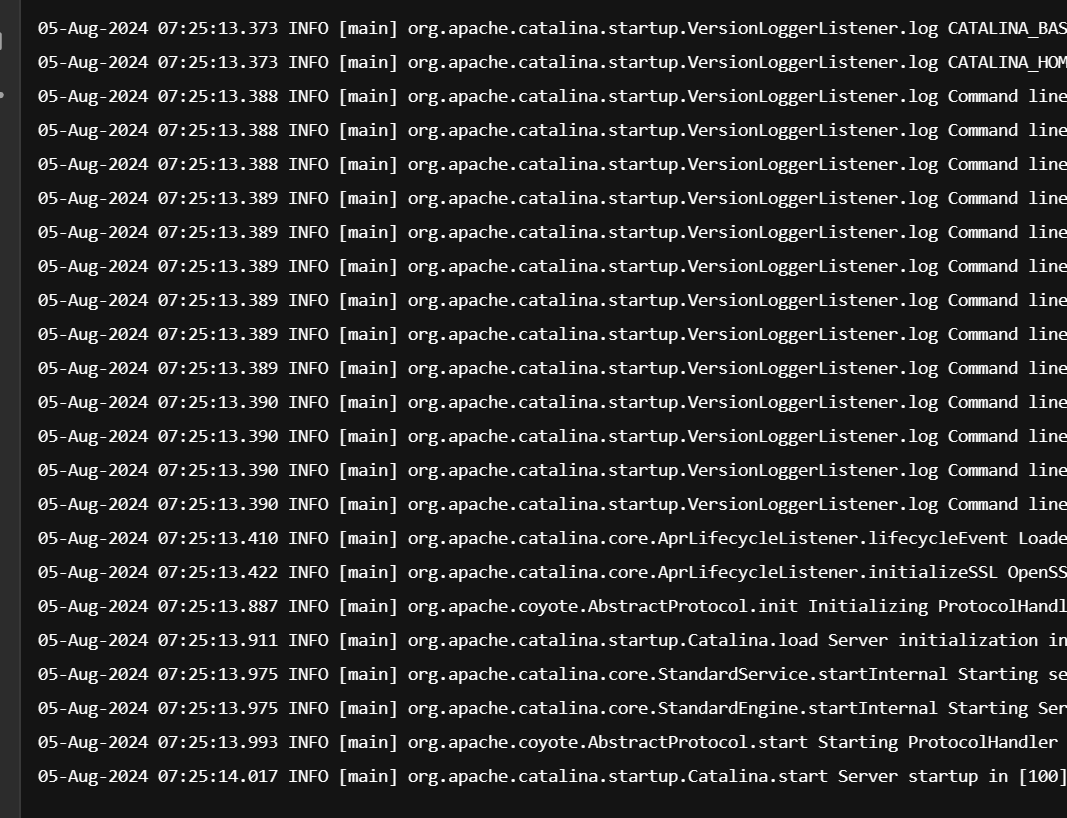 05-Aug-2024 07:25:13.373 INFO [main] org.apache.catalina.startup.VersionLoggerListener.log CATALINA_BAS
05-Aug-2024 07:25:13.373 INFO [main] org.apache.catalina.startup.VersionLoggerListener.log CATALINA_HOM
05-Aug-2024 07:25:13.388 INFO [main] org.apache.catalina.startup.VersionLoggerListener.log Command line
05-Aug-2024 07:25:13.388 INFO [main] org.apache.catalina.startup.VersionLoggerListener.log Command line
05-Aug-2024 07:25:13.388 INFO [main] org.apache.catalina.startup.VersionLoggerListener.log Command line
05-Aug-2024 07:25:13.389 INFO [main] org.apache.catalina.startup.VersionLoggerListener.log Command line
05-Aug-2024 07:25:13.389 INFO [main] org.apache.catalina.startup.VersionLoggerListener.log Command line
05-Aug-2024 07:25:13.389 INFO [main] org.apache.catalina.startup.VersionLoggerListener.log Command line
05-Aug-2024 07:25:13.389 INFO [main] org.apache.catalina.startup.VersionLoggerListener.log Command line
05-Aug-2024 07:25:13.389 INFO [main] org.apache.catalina.startup.VersionLoggerListener.log Command line
05-Aug-2024 07:25:13.389 INFO [main] org.apache.catalina.startup.VersionLoggerListener.log Command line
05-Aug-2024 07:25:13.390 INFO [main] org.apache.catalina.startup.VersionLoggerListener.log Command line
05-Aug-2024 07:25:13.390 INFO [main] org.apache.catalina.startup.VersionLoggerListener.log Command line
05-Aug-2024 07:25:13.390 INFO [main] org.apache.catalina.startup.VersionLoggerListener.log Command line
05-Aug-2024 07:25:13.390 INFO [main] org.apache.catalina.startup.VersionLoggerListener.log Command line
05-Aug-2024 07:25:13.410 INFO [main] org.apache.catalina.core.AprLifecycleListener.lifecycleEvent Loade
05-Aug-2024 07:25:13.422 INFO [main] org.apache.catalina.core.AprLifecycleListener.initializeSSL OpenSS
05-Aug-2024 07:25:13.887 INFO [main] org.apache.coyote.AbstractProtocol.init Initializing ProtocolHandl
05-Aug-2024 07:25:13.911 INFO [main] org.apache.catalina.startup.Catalina.load Server initialization in
05-Aug-2024 07:25:13.975 INFO [main] org.apache.catalina.core.StandardService.startInternal Starting se
05-Aug-2024 07:25:13.975 INFO [main] org.apache.catalina.core.StandardEngine.startInternal Starting Ser
05-Aug-2024 07:25:13.993 INFO [main] org.apache.coyote.AbstractProtocol.start Starting ProtocolHandler
05-Aug-2024 07:25:14.017 INFO [main] org.apache.catalina.startup.Catalina.start Server startup in [100]